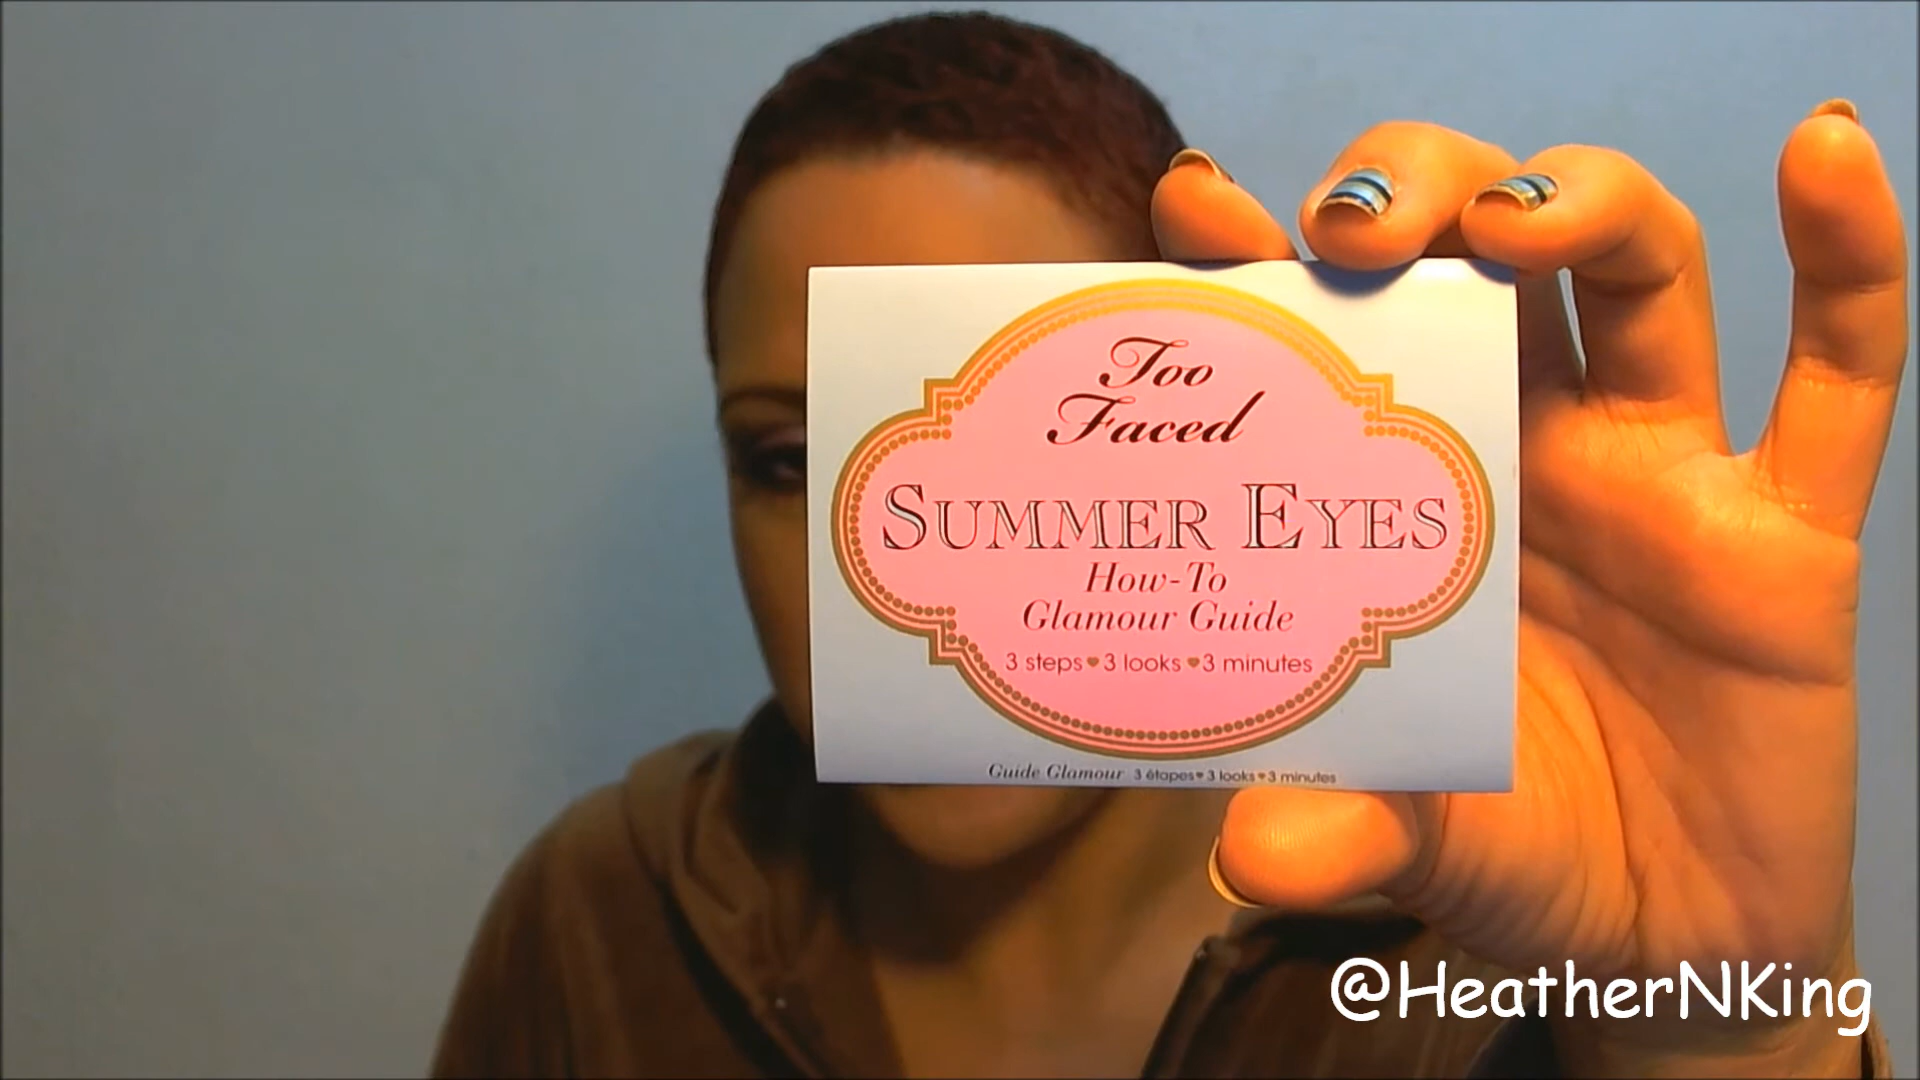 Too
Faced
SUMMER EYES
How-To
Glamour Guide
3 steps ♥ 3 looks ♥ 3 minutes
Guide Glamour 3 étapes ♥ 3 looks ♥ 3 minutes
@HeatherNKing